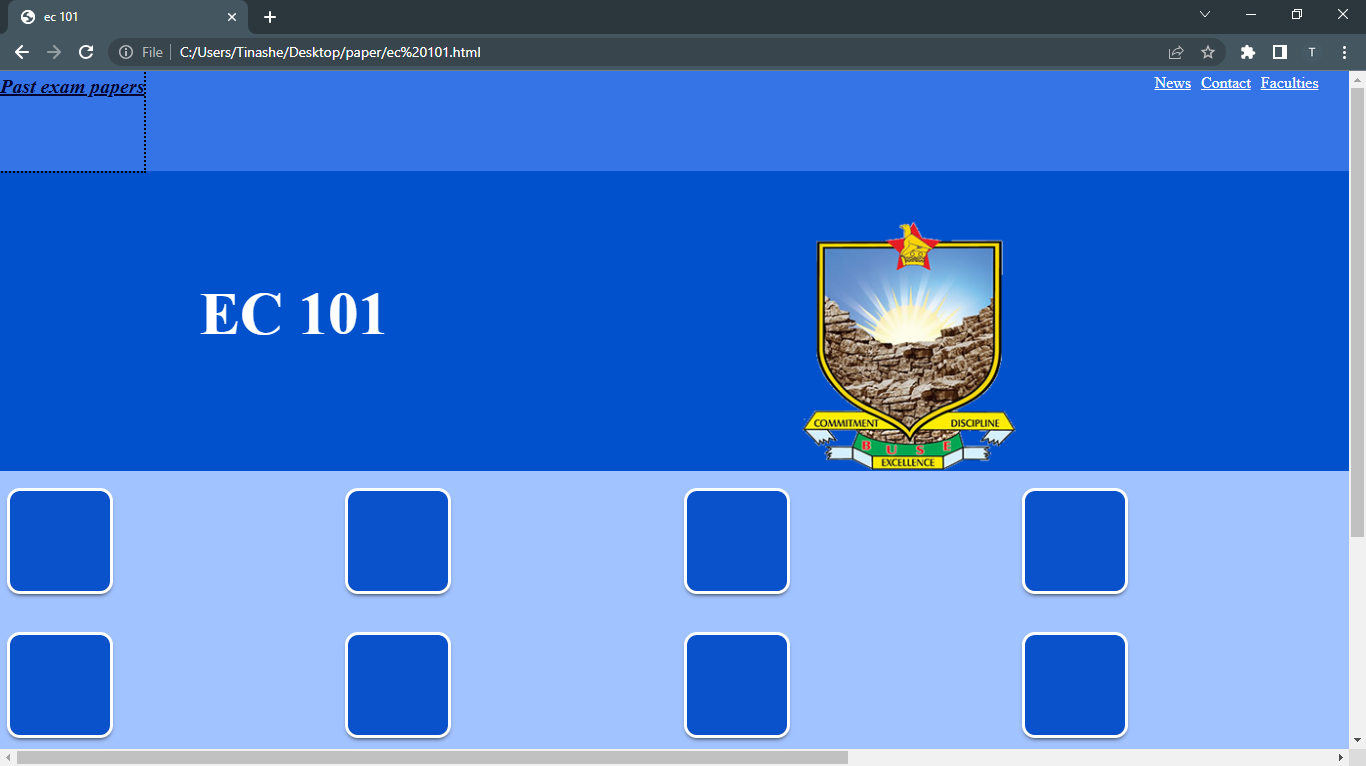 ec 101
File
C:/Users/Tinashe/Desktop/paper/ec%20101.html
T
Past exam papers
News Contact Faculties
EC 101
COMMITMENT DISCIPLINE
B U S E
EXCELLENCE